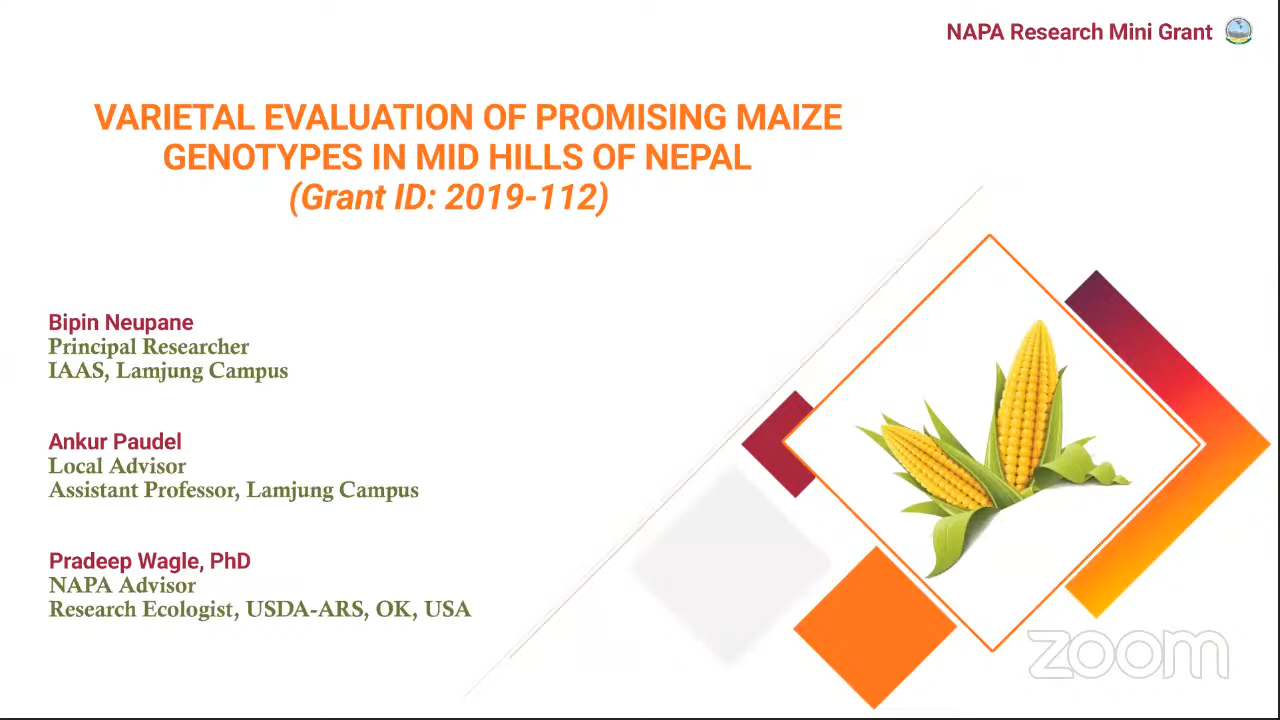 NAPA Research Mini Grant
VARIETAL EVALUATION OF PROMISING MAIZE
GENOTYPES IN MID HILLS OF NEPAL
(Grant ID: 2019-112)
Bipin Neupane
Principal Researcher
IAAS, Lamjung Campus
Ankur Paudel
Local Advisor
Assistant Professor, Lamjung Campus
Pradeep Wagle, PhD
NAPA Advisor
Research Ecologist, USDA-ARS, OK, USA
zoom